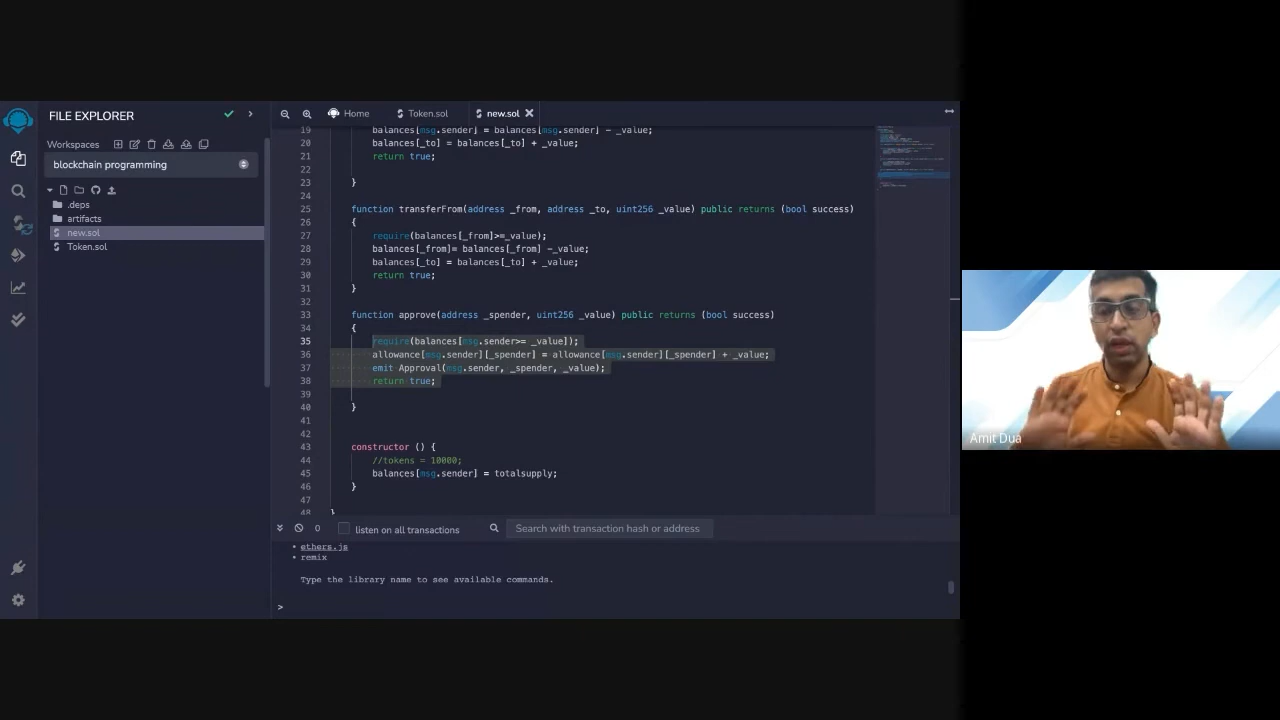 FILE EXPLORER
Workspaces
blockchain programming
.deps
artifacts
new.sol
Token.sol
Home
Token.sol
new.sol
19 balances[msg.sender] = balances[msg.sender] - _value;
20 balances[_to] = balances[_to] + _value;
21 return true;
22
23 }
24
25 function transferFrom(address _from, address _to, uint256 _value) public returns (bool success)
26 {
27 require(balances[_from]>=_value);
28 balances[_from]= balances[_from] -_value;
29 balances[_to] = balances[_to] + _value;
30 return true;
31 }
32
33 function approve(address _spender, uint256 _value) public returns (bool success)
34 {
35 require(balances[msg.sender>= _value]);
36 allowance[msg.sender][_spender] = allowance[msg.sender][_spender] + _value;
37 emit Approval(msg.sender, _spender, _value);
38 return true;
39
40 }
41
42
43 constructor () {
44 //tokens = 10000;
45 balances[msg.sender] = totalsupply;
46 }
47
48 }
0 listen on all transactions Search with transaction hash or address
• ethers.js
• remix
Type the library name to see available commands.
>
Amit Dua